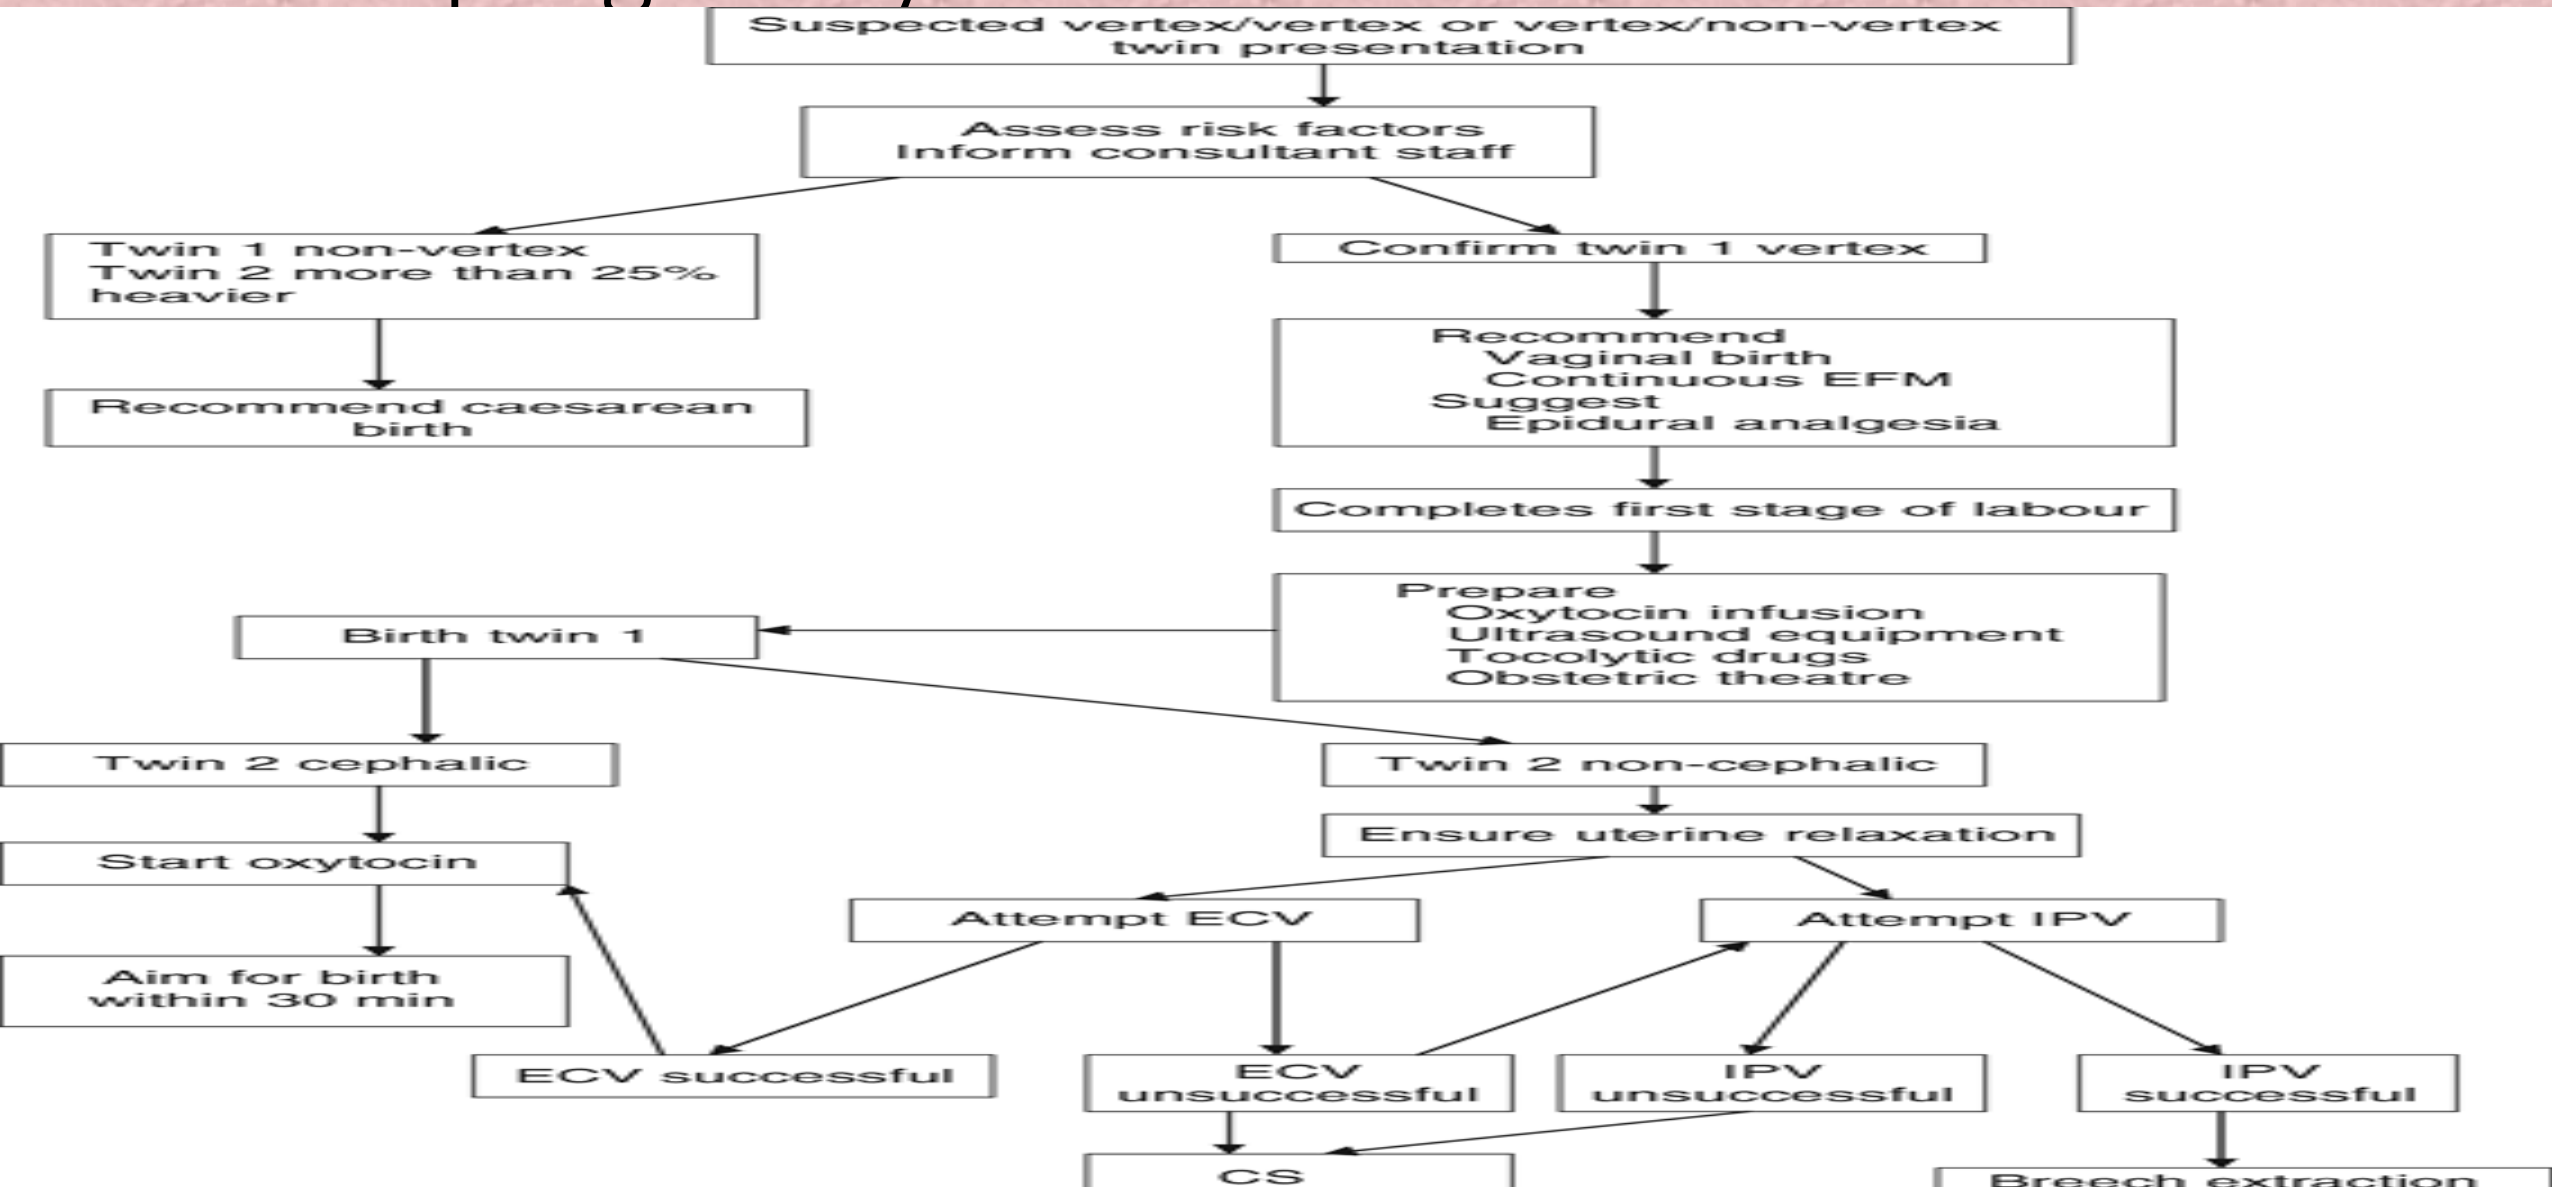 Suspected vertex/vertex or vertex/non-vertex
twin presentation
Assess risk factors
Inform consultant staff
Twin 1 non-vertex
Twin 2 more than 25%
heavier
Confirm twin 1 vertex
Recommend
Vaginal birth
Continuous EFM
Suggest
Epidural analgesia
Recommend caesarean
birth
Completes first stage of labour
Prepare
Oxytocin infusion
Ultrasound equipment
Tocolytic drugs
Obstetric theatre
Birth twin 1
Twin 2 cephalic
Twin 2 non-cephalic
Ensure uterine relaxation
Start oxytocin
Attempt ECV
Attempt IPV
Aim for birth
within 30 min
ECV successful
ECV
unsuccessful
IPV
unsuccessful
IPV
successful
CS
Breech extraction